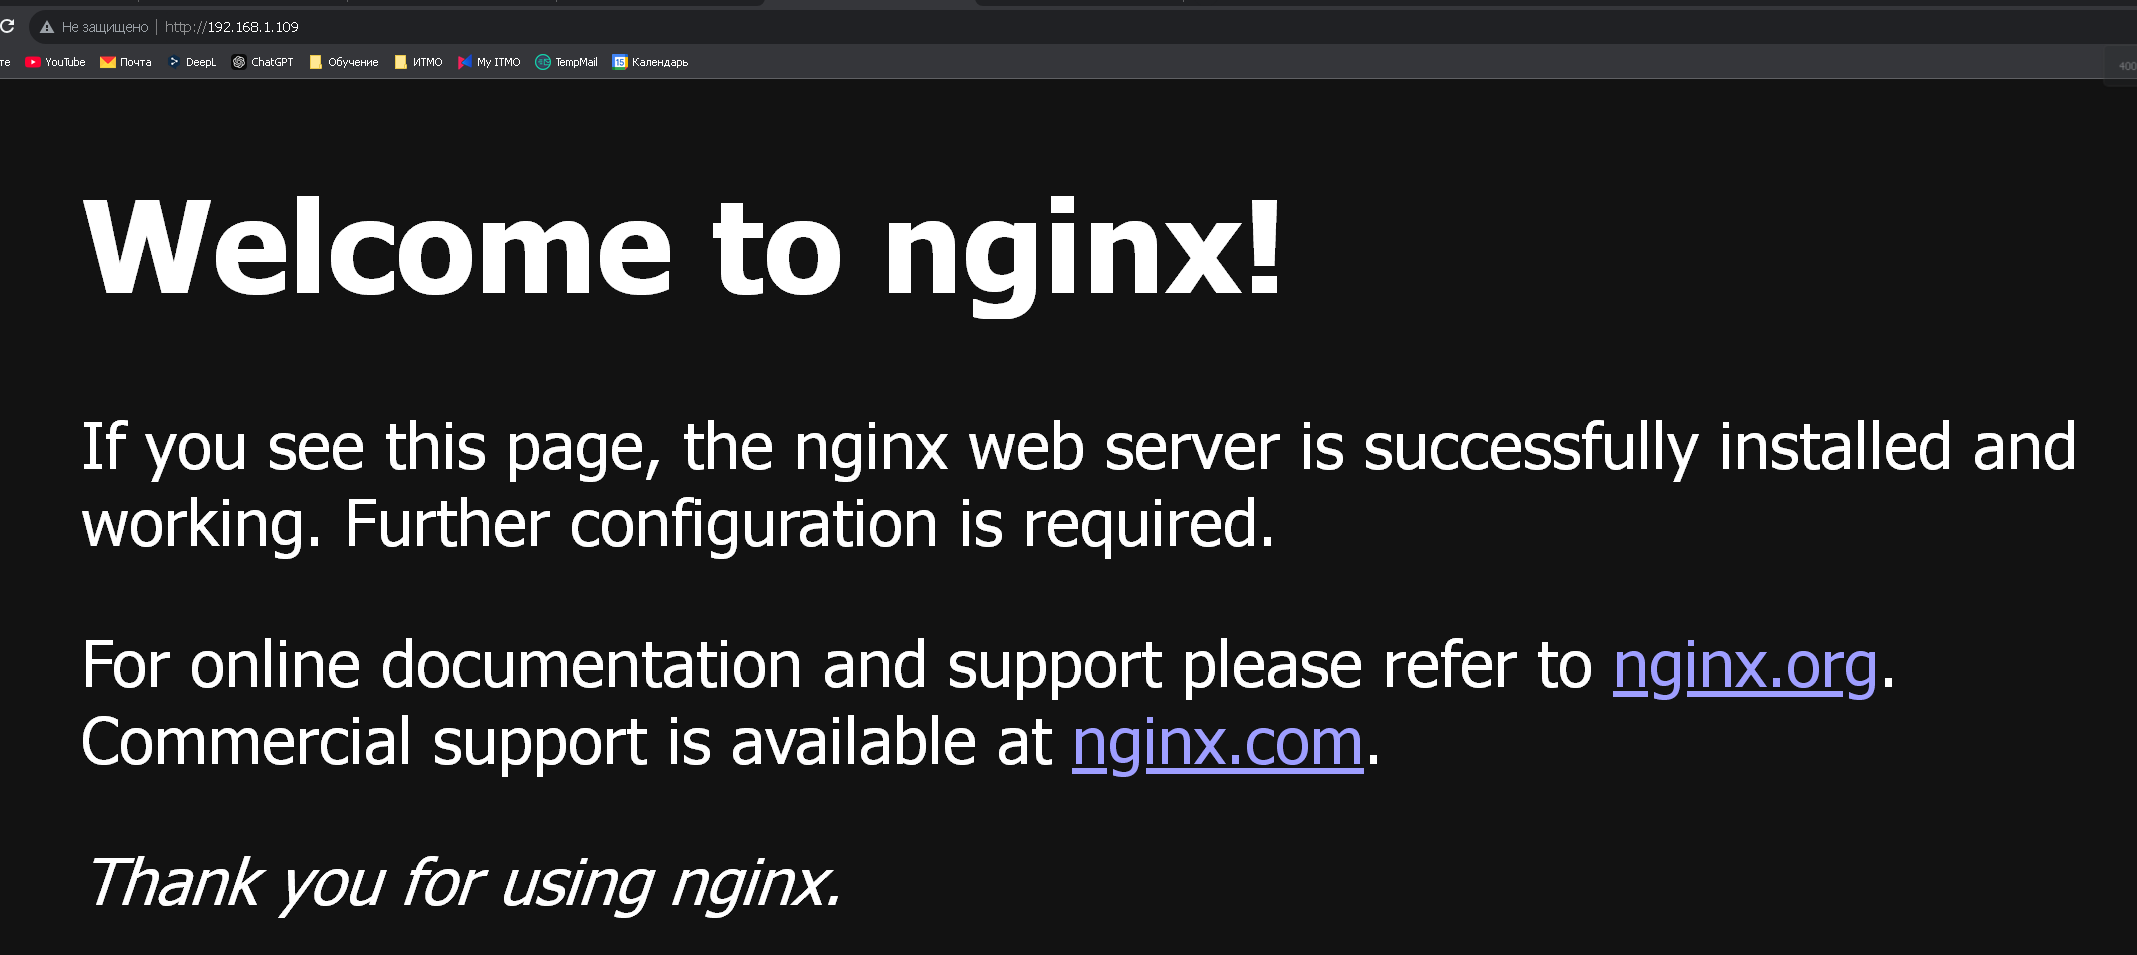 Не защищено | http://192.168.1.109
те YouTube Почта DeepL ChatGPT Обучение ИТМО My ITMO TempMail 15 Календарь
400
Welcome to nginx!
If you see this page, the nginx web server is successfully installed and
working. Further configuration is required.
For online documentation and support please refer to nginx.org.
Commercial support is available at nginx.com.
Thank you for using nginx.